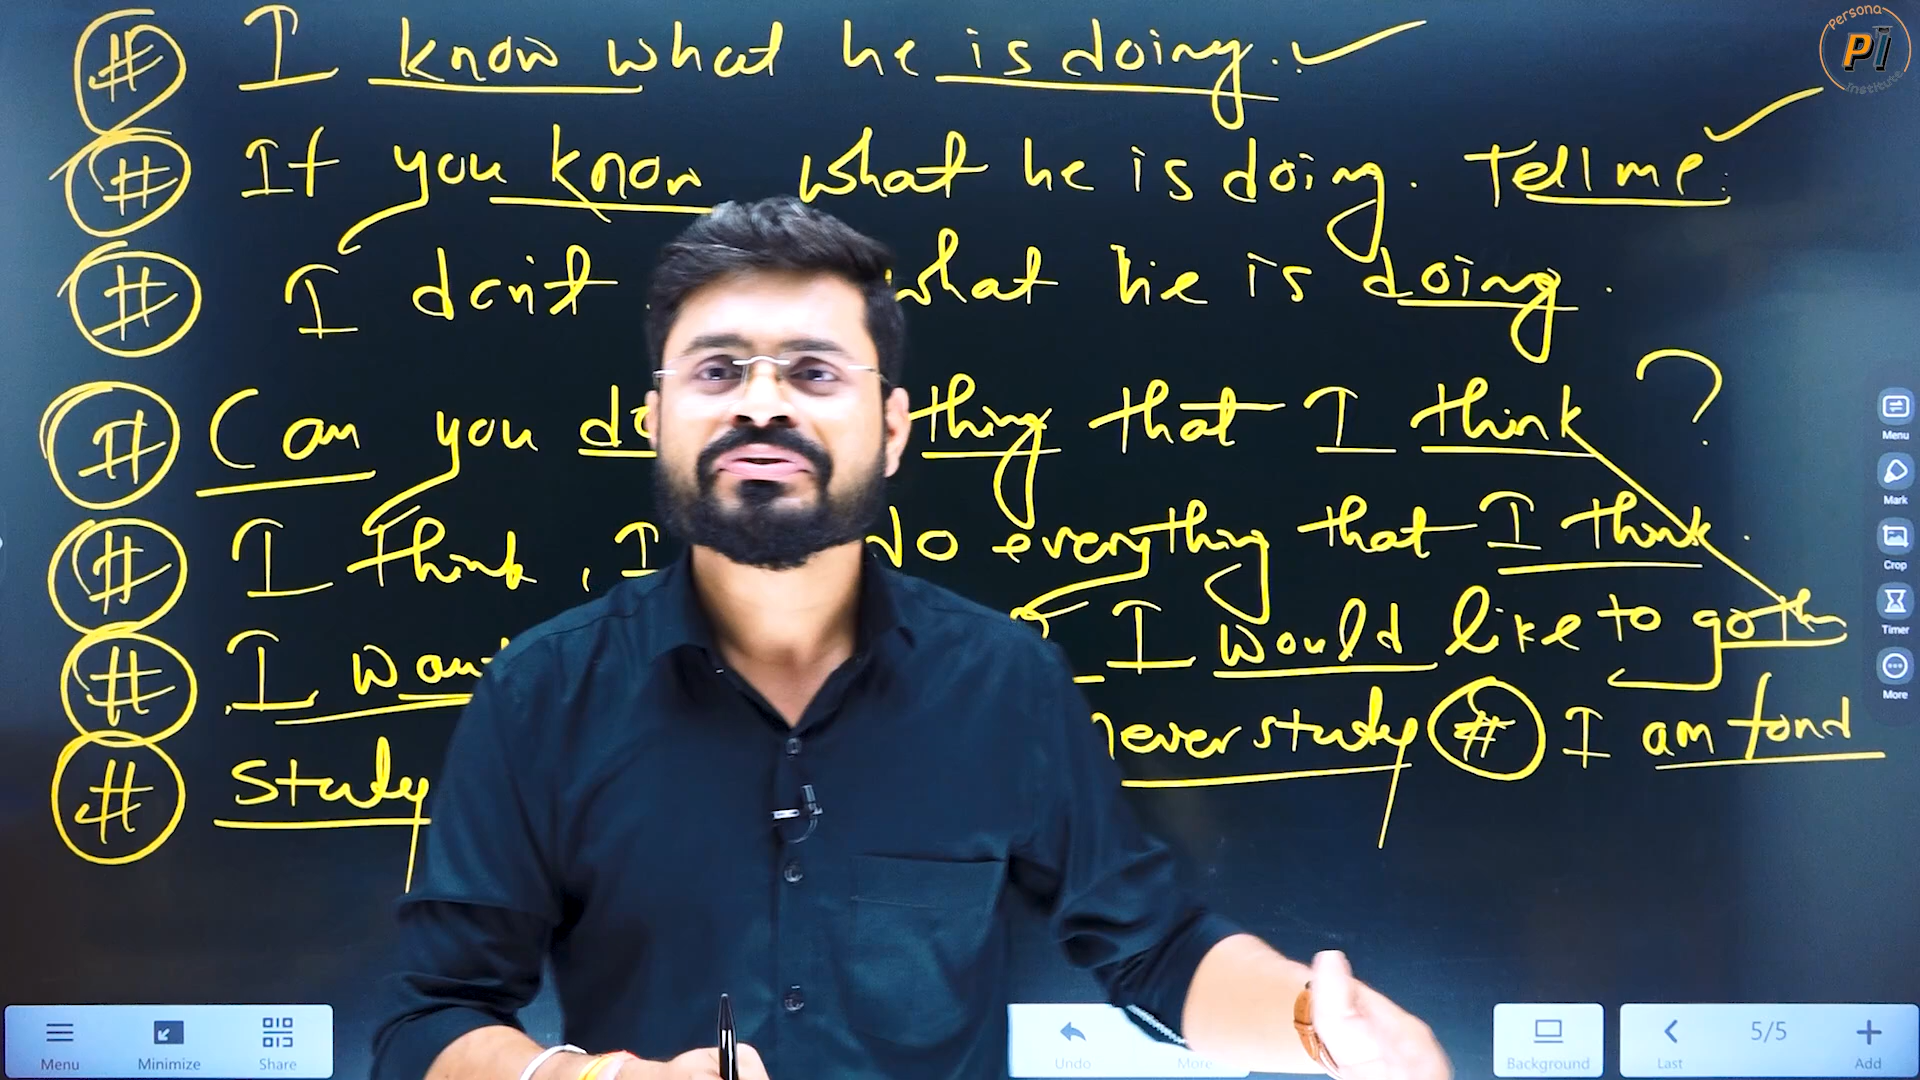 # I know what he is doing. ✓
# If you know what he is doing. Tell me. ✓
# I don't what he is doing.
# Can you do thing that I think ?
# I think, I do everything that I think.
# I want I would like to go
# Study never study # I am fond
Persona
PI
Institute
Menu
Mark
Crop
Timer
More
Menu Minimize Share Undo More Background Last 5/5 Add